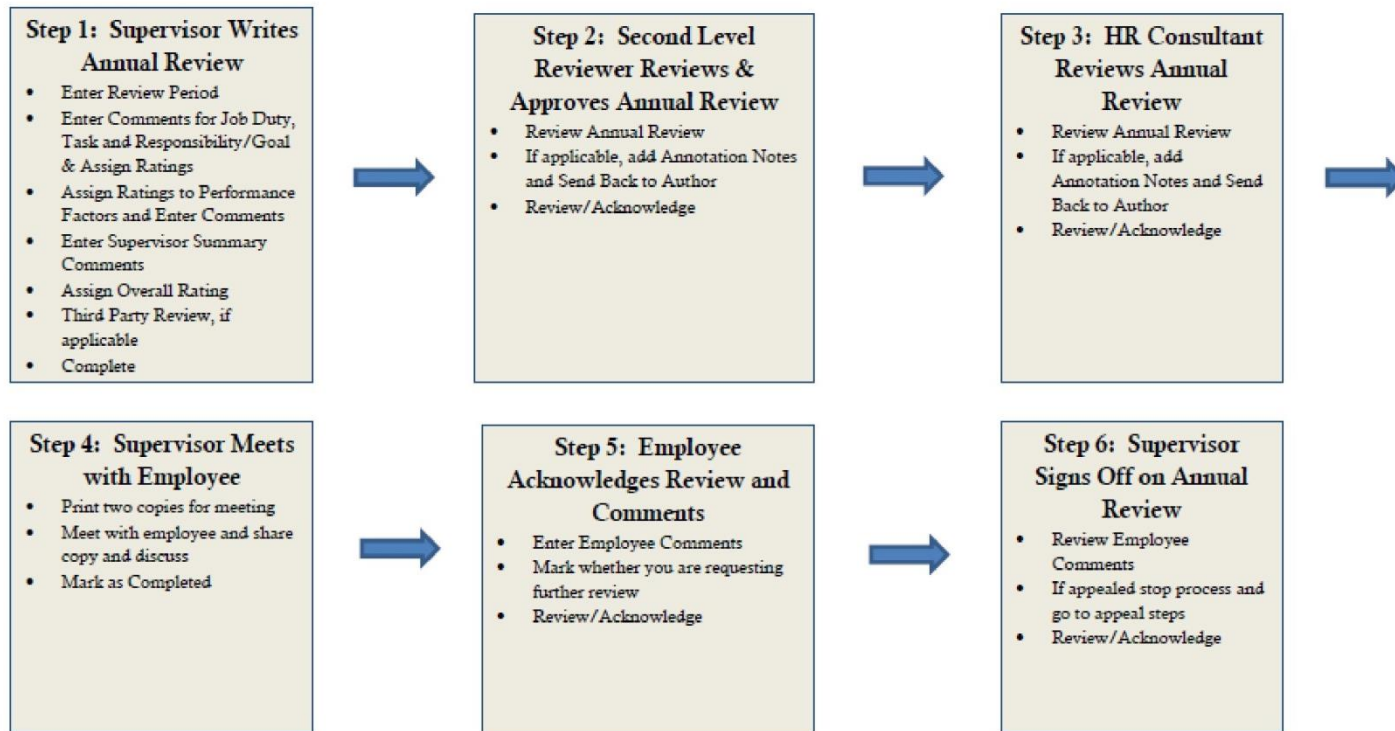 Step 1: Supervisor Writes
Annual Review
• Enter Review Period
• Enter Comments for Job Duty,
Task and Responsibility/Goal
& Assign Ratings
• Assign Ratings to Performance
Factors and Enter Comments
• Enter Supervisor Summary
Comments
• Assign Overall Rating
• Third Party Review, if
applicable
• Complete
Step 2: Second Level
Reviewer Reviews &
Approves Annual Review
• Review Annual Review
• If applicable, add Annotation Notes
and Send Back to Author
• Review/Acknowledge
Step 3: HR Consultant
Reviews Annual
Review
• Review Annual Review
• If applicable, add
Annotation Notes and Send
Back to Author
• Review/Acknowledge
Step 4: Supervisor Meets
with Employee
• Print two copies for meeting
• Meet with employee and share
copy and discuss
• Mark as Completed
Step 5: Employee
Acknowledges Review and
Comments
• Enter Employee Comments
• Mark whether you are requesting
further review
• Review/Acknowledge
Step 6: Supervisor
Signs Off on Annual
Review
• Review Employee
Comments
• If appealed stop process and
go to appeal steps
• Review/Acknowledge